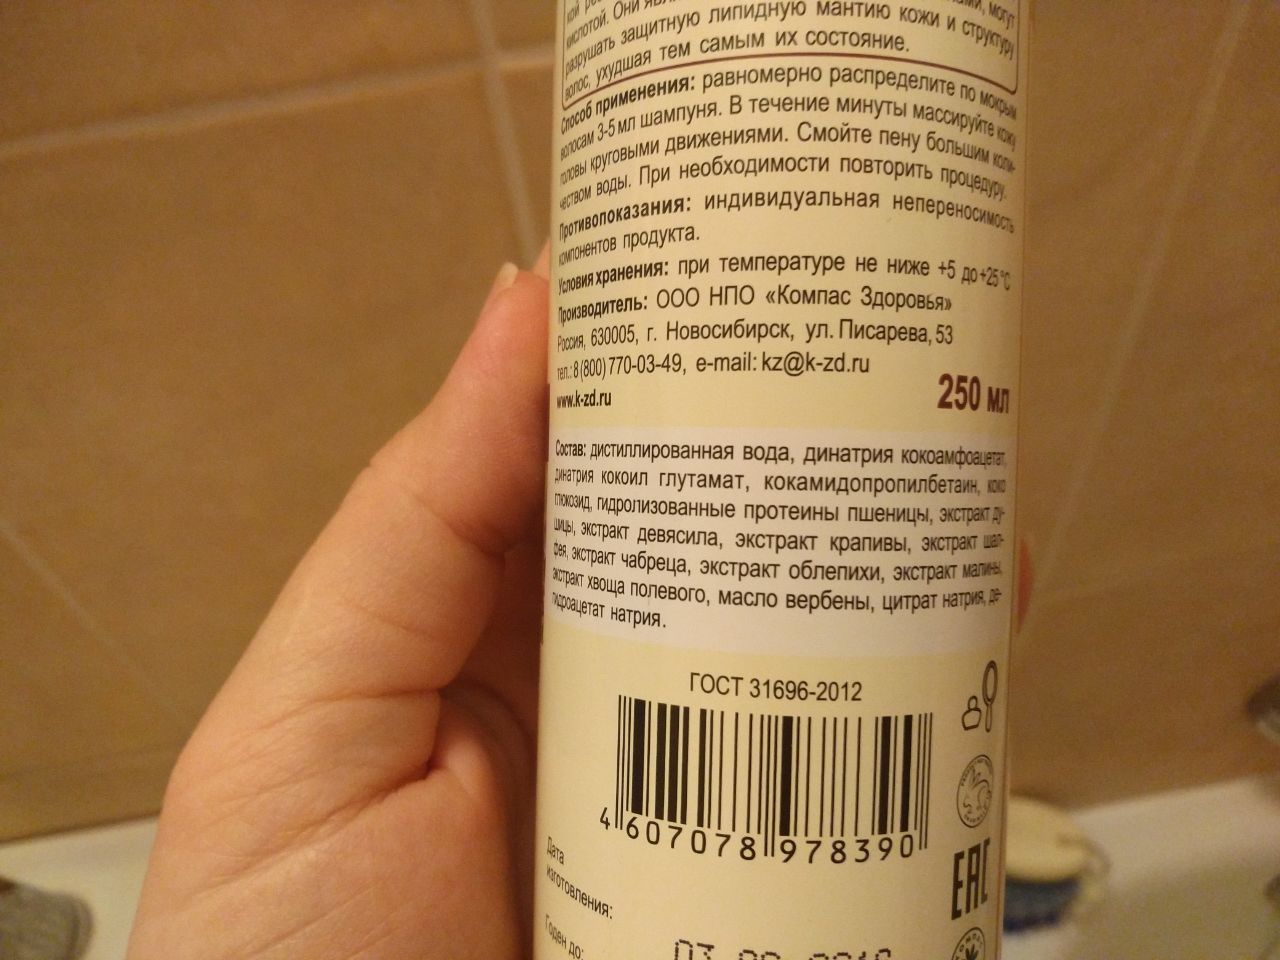 кислотой. Они
разрушать защитную липидную мантию кожи и структуру
волос, ухудшая тем самым их состояние.
Способ применения: равномерно распределите по мокрым
волосам 3-5 мл шампуня. В течение минуты массируйте кожу
головы круговыми движениями. Смойте пену большим коли-
чеством воды. При необходимости повторить процедуру.
Противопоказания: индивидуальная непереносимость
компонентов продукта.
Условия хранения: при температуре не ниже +5 до +25 °С
Производитель: ООО НПО «Компас Здоровья»
Россия, 630005, г. Новосибирск, ул. Писарева, 53
тел.: 8 (800) 770-03-49, e-mail: kz@k-zd.ru
www.k-zd.ru
250 мл
Состав: дистиллированная вода, динатрия кокоамфоацетат,
динатрия кокоил глутамат, кокамидопропилбетаин, коко
глюкозид, гидролизованные протеины пшеницы, экстракт ду-
шицы, экстракт девясила, экстракт крапивы, экстракт шал-
фея, экстракт чабреца, экстракт облепихи, экстракт малины,
экстракт хвоща полевого, масло вербены, цитрат натрия, де-
гидроацетат натрия.
ГОСТ 31696-2012
4 607078 978390
EAC
Дата
изготовления:
Годен до: